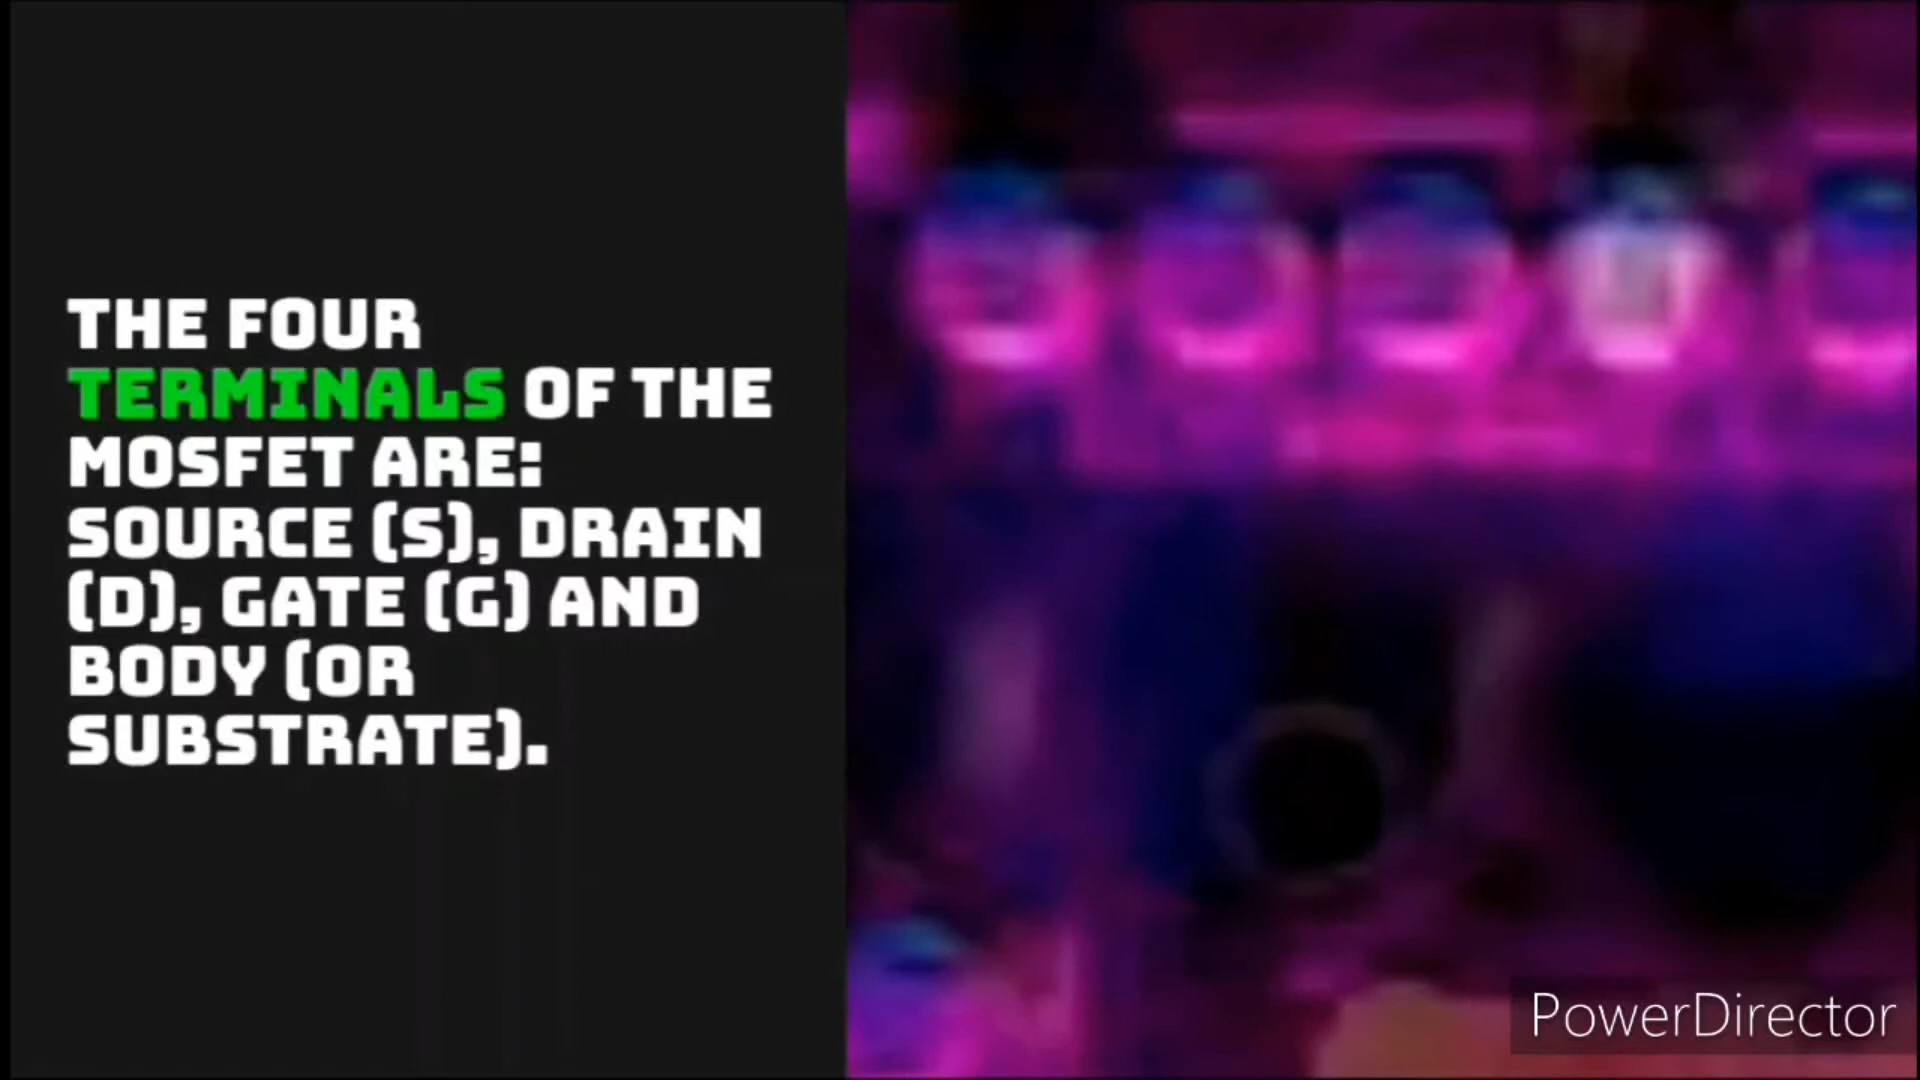 THE FOUR
TERMINALS OF THE
MOSFET ARE:
SOURCE (S), DRAIN
(D), GATE (G) AND
BODY (OR
SUBSTRATE).
PowerDirector